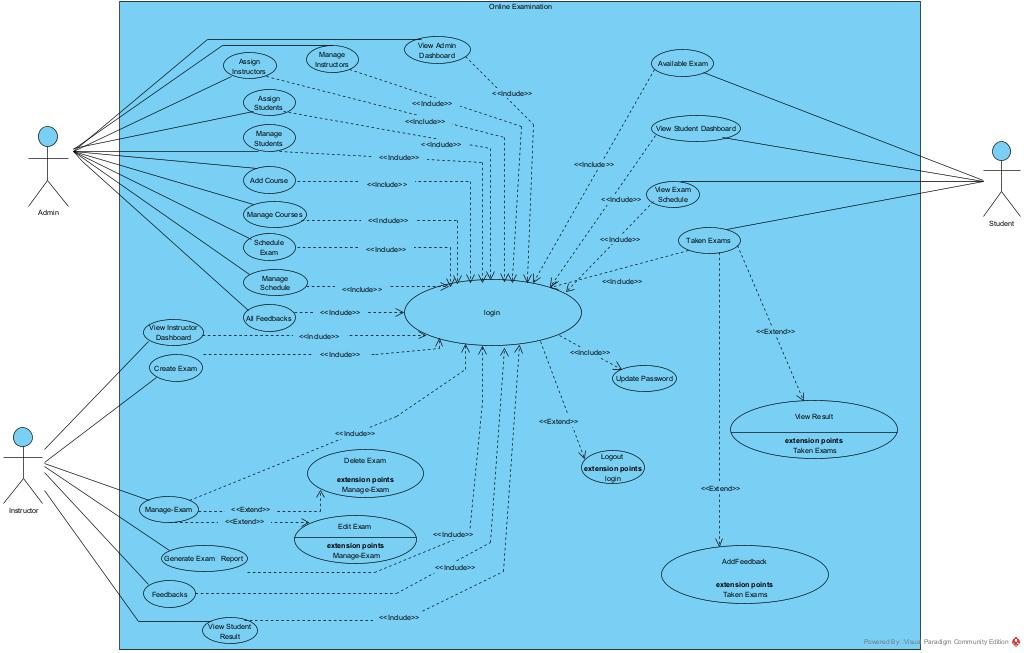 Online Examination
View Admin
Dashboard
Manage
Instructors
Assign
Instructors
Available Exam
<<Include>>
<<Include>>
Assign
Students
<<Include>>
View Student Dashboard
Manage
Students
<<Include>>
<<Include>>
<<Include>>
Add Course
<<Include>>
View Exam
Schedule
<<Include>>
Manage Courses
<<Include>>
Admin
Student
Schedule
Exam
<<Include>>
<<Include>>
Taken Exams
Manage
Schedule
<<Include>>
<<Include>>
All Feedbacks
<<Include>>
login
View Instructor
Dashboard
<<Include>>
<<Extend>>
Create Exam
<<Include>>
<<Include>>
Update Password
View Result
extension points
Taken Exams
<<Extend>>
<<Include>>
Delete Exam
extension points
Manage-Exam
Logout
extension points
login
<<Extend>>
Instructor
Manage-Exam
<<Extend>>
<<Extend>>
Edit Exam
extension points
Manage-Exam
<<Include>>
Generate Exam Report
<<Include>>
AddFeedback
extension points
Taken Exams
Feedbacks
<<Include>>
View Student
Result
Powered By Visual Paradigm Community Edition